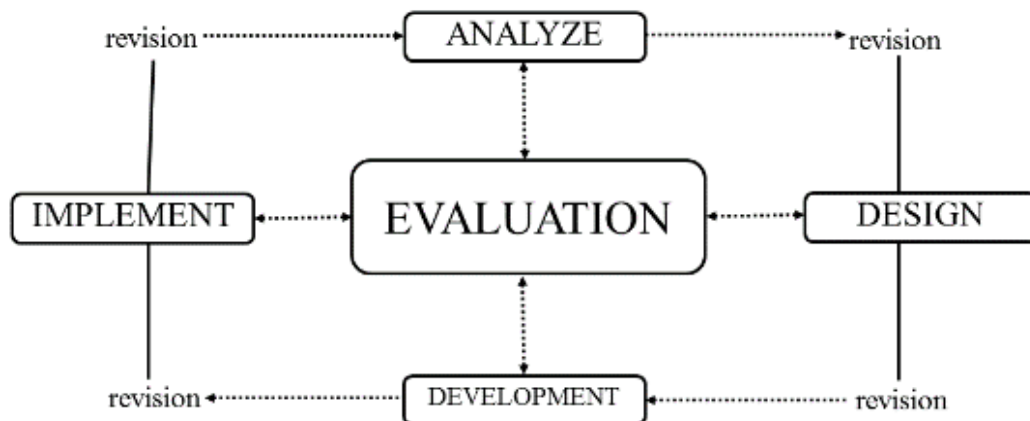 revision
ANALYZE
revision
IMPLEMENT
EVALUATION
DESIGN
revision
DEVELOPMENT
revision